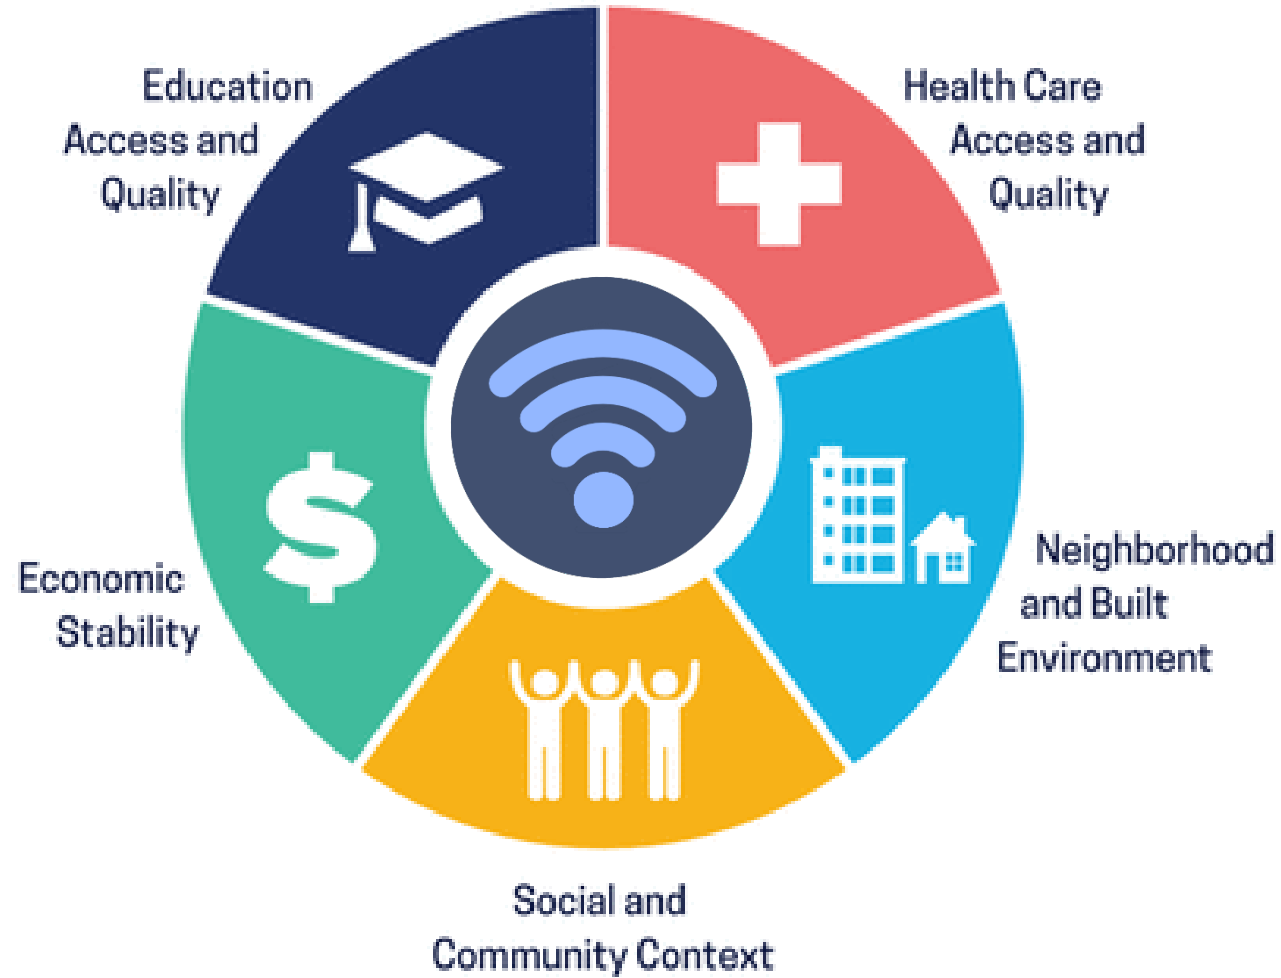 Education
Access and
Quality
Health Care
Access and
Quality
Economic
Stability
Neighborhood
and Built
Environment
Social and
Community Context